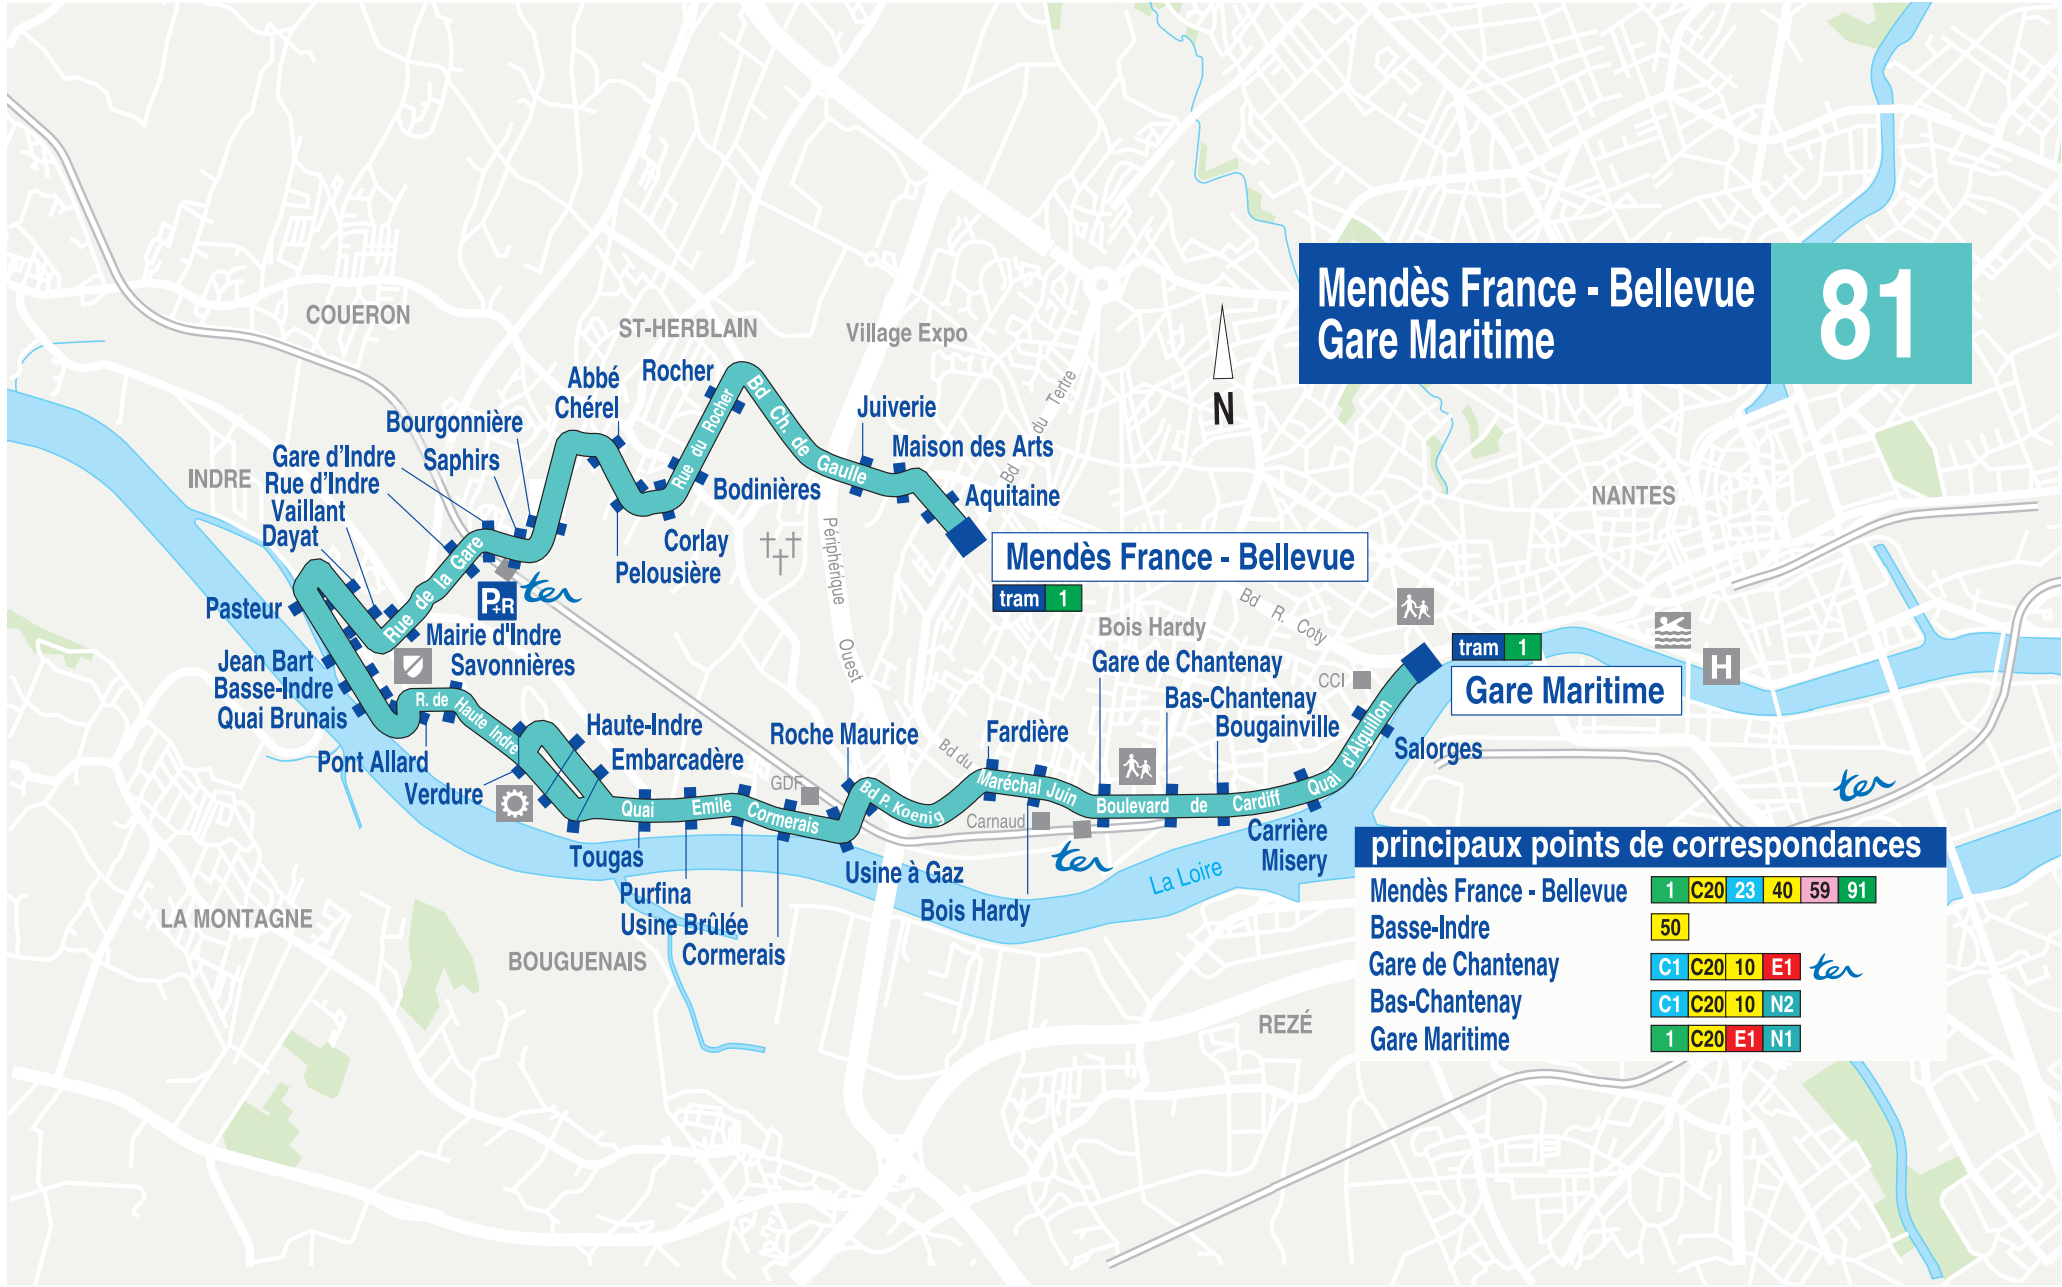 Mendès France - Bellevue
Gare Maritime
81
COUERON
ST-HERBLAIN
Village Expo
N
Abbé
Chérel
Rocher
Bourgonnière
Gare d'Indre
Saphirs
INDRE
Rue d'Indre
Vaillant
Dayat
Juiverie
Maison des Arts
Bd du Tertre
Aquitaine
NANTES
Bodinières
Corlay
Pelousière
Rue du Rocher
Bd Ch. de Gaulle
Périphérique Ouest
Rue de la Gare
P+R
ter
Mendès France - Bellevue
tram 1
Pasteur
Mairie d'Indre
Savonnières
Jean Bart
Basse-Indre
Quai Brunais
R. de Haute Indre
Pont Allard
Verdure
Haute-Indre
Embarcadère
Bd R. Coty
Bois Hardy
Gare de Chantenay
Bas-Chantenay
Bougainville
CCI
tram 1
Gare Maritime
H
Salorges
Roche Maurice
Fardière
GDF
Bd du Maréchal Juin
Bd P. Koenig
Carnaud
Boulevard de Cardiff
Quai d'Aiguillon
Quai Emile Cormerais
Tougas
Purfina
Usine Brûlée
Cormerais
Usine à Gaz
Bois Hardy
ter
La Loire
Carrière
Misery
ter
LA MONTAGNE
BOUGUENAIS
REZÉ
principaux points de correspondances
Mendès France - Bellevue 1 C20 23 40 59 91
Basse-Indre 50
Gare de Chantenay C1 C20 10 E1 ter
Bas-Chantenay C1 C20 10 N2
Gare Maritime 1 C20 E1 N1